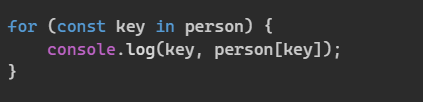 for (const key in person) {
    console.log(key, person[key]);
}